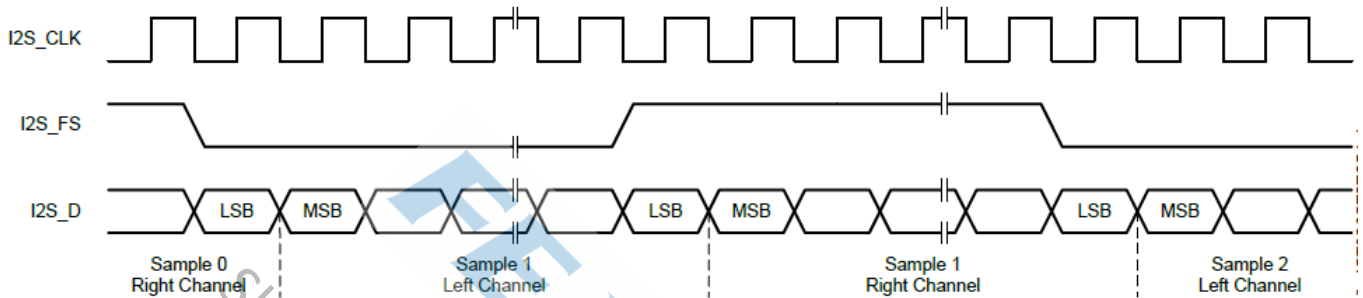 I2S_CLK
I2S_FS
I2S_D
LSB MSB LSB MSB LSB MSB
Sample 0 Sample 1 Sample 1 Sample 2
Right Channel Left Channel Right Channel Left Channel